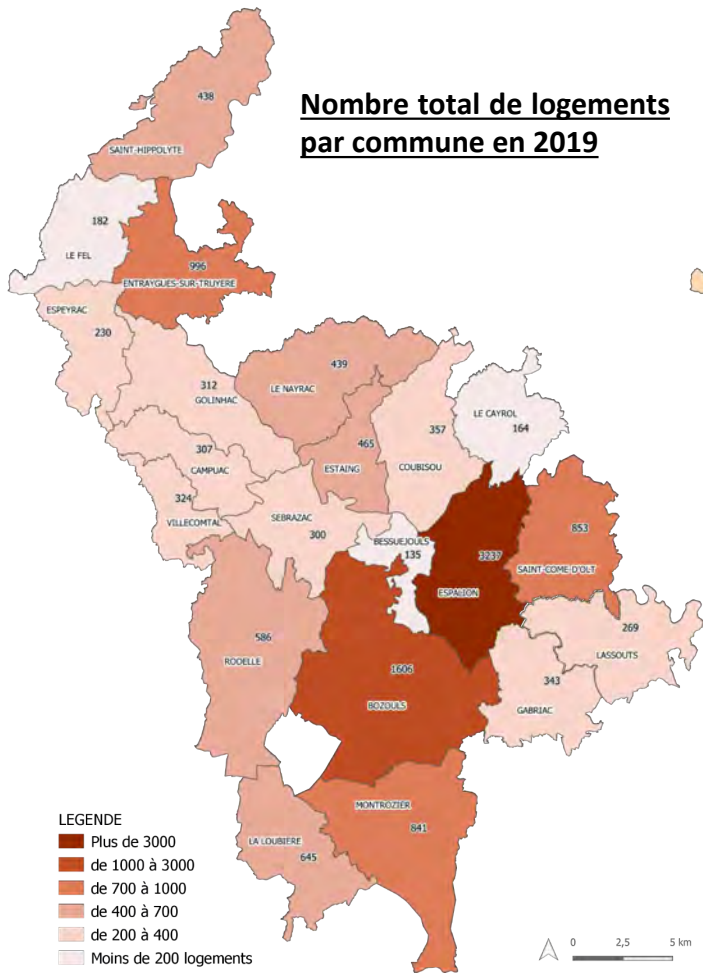 Nombre total de logements
par commune en 2019
438
SAINT-HIPPOLYTE
182
LE FEL
996
ENTRAYGUES-SUR-TRUYERE
ESPEYRAC
230
312
GOLINHAC
439
LE NAYRAC
LE CAYROL
164
357
COUBISOU
465
ESTAING
307
CAMPUAC
324
VILLECOMTAL
SEBRAZAC
300
BESSUEJOULS
135
3237
ESPALION
853
SAINT-COME-D'OLT
269
LASSOUTS
343
GABRIAC
586
RODELLE
1606
BOZOULS
MONTROZIER
841
LA LOUBIERE
645
LEGENDE
Plus de 3000
de 1000 à 3000
de 700 à 1000
de 400 à 700
de 200 à 400
Moins de 200 logements
0 2,5 5 km